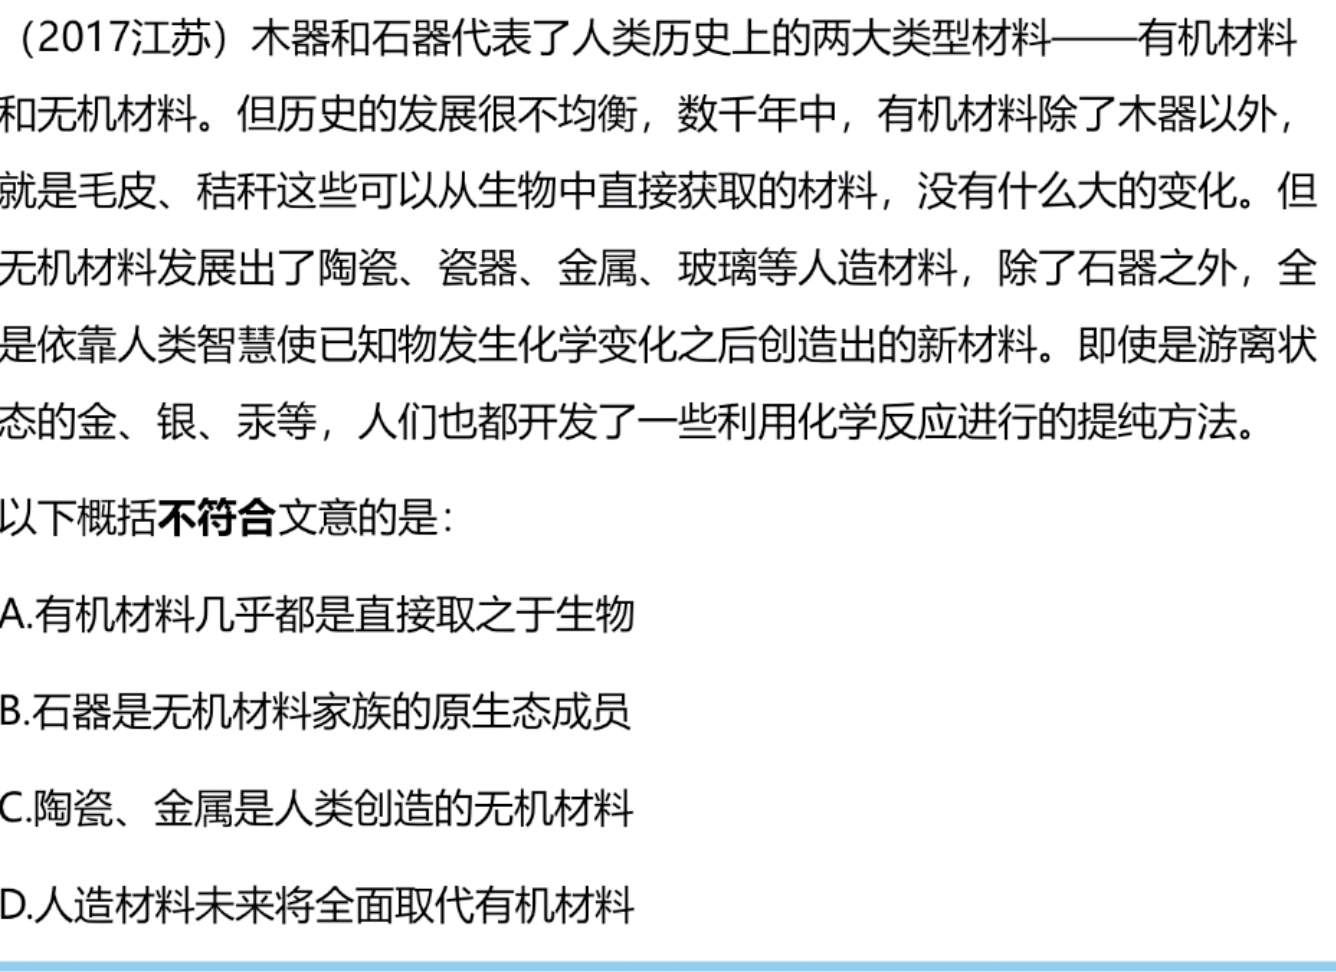 （2017江苏）木器和石器代表了人类历史上的两大类型材料——有机材料
和无机材料。但历史的发展很不均衡，数千年中，有机材料除了木器以外，
就是毛皮、秸秆这些可以从生物中直接获取的材料，没有什么大的变化。但
无机材料发展出了陶瓷、瓷器、金属、玻璃等人造材料，除了石器之外，全
是依靠人类智慧使已知物发生化学变化之后创造出的新材料。即使是游离状
态的金、银、汞等，人们也都开发了一些利用化学反应进行的提纯方法。
以下概括不符合文意的是：
A.有机材料几乎都是直接取之于生物
B.石器是无机材料家族的原生态成员
C.陶瓷、金属是人类创造的无机材料
D.人造材料未来将全面取代有机材料